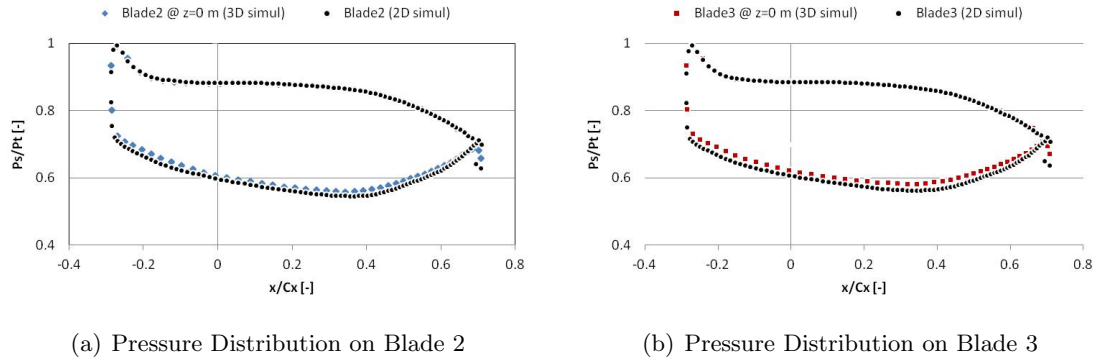 Blade2 @ z=0 m (3D simul) Blade2 (2D simul)
1
0.8
0.6
0.4
Ps/Pt [-]
-0.4 -0.2 0 0.2 0.4 0.6 0.8
x/Cx [-]
(a) Pressure Distribution on Blade 2
Blade3 @ z=0 m (3D simul) Blade3 (2D simul)
1
0.8
0.6
0.4
Ps/Pt [-]
-0.4 -0.2 0 0.2 0.4 0.6 0.8
x/Cx [-]
(b) Pressure Distribution on Blade 3